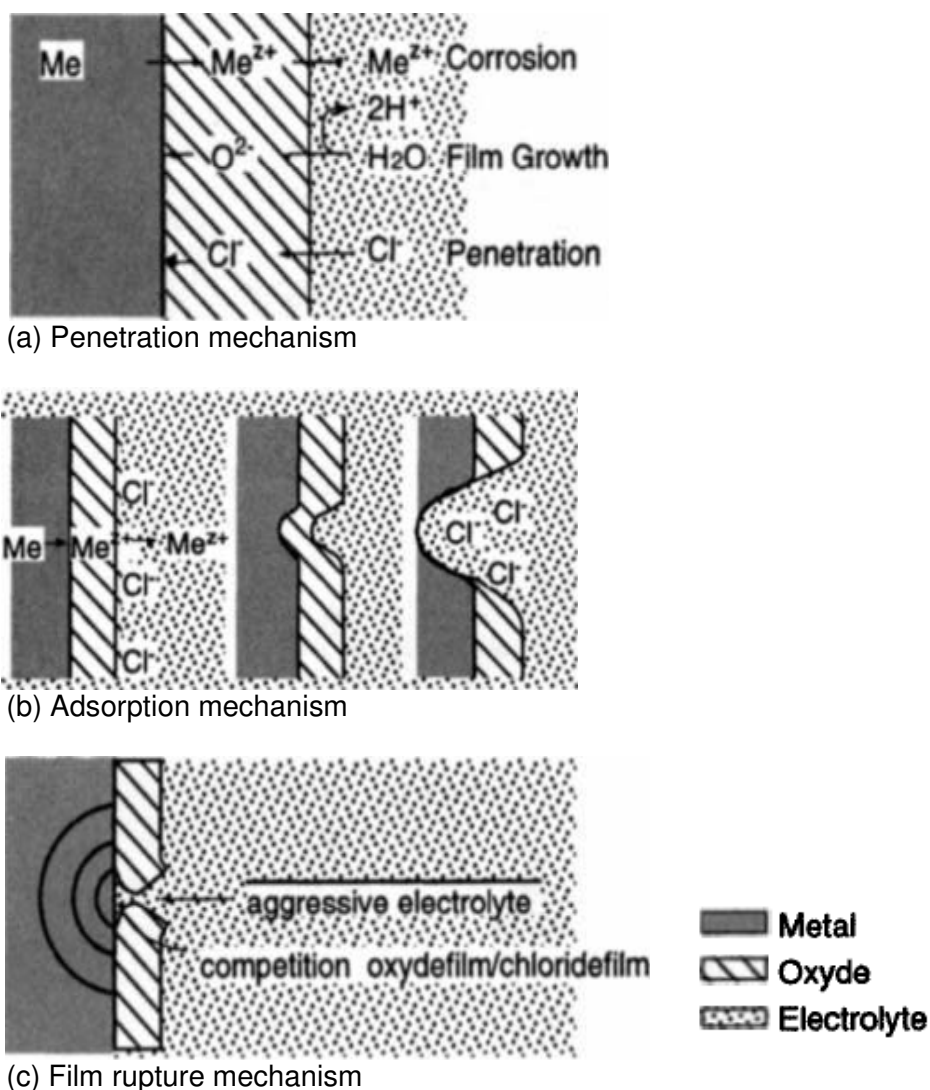 Me Me^z+ Me^z+ Corrosion
2H+
O^2- H2O Film Growth
Cl- Cl- Penetration
(a) Penetration mechanism
Cl-
Cl-
Cl-
Me Me^z+ Me^z+
Cl-
Cl-
Cl-
(b) Adsorption mechanism
aggressive electrolyte
competition oxydefilm/chloridefilm
Metal
Oxyde
Electrolyte
(c) Film rupture mechanism